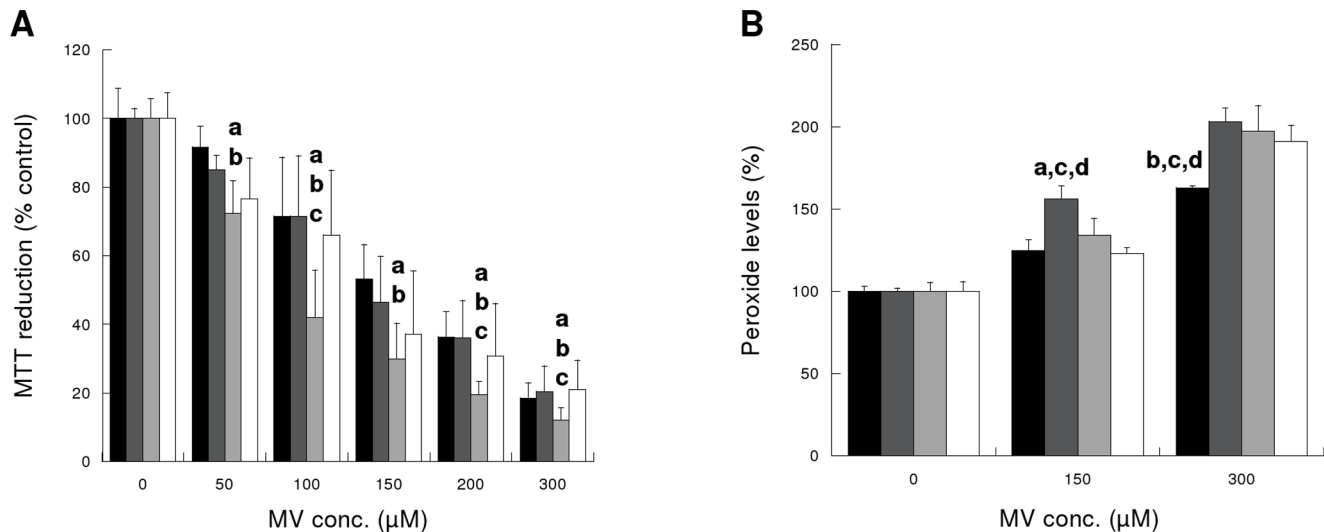 A
MTT reduction (% control)
120
100
80
60
40
20
0
a
b
a
b
c
a
b
a
b
c
a
b
c
0 50 100 150 200 300
MV conc. (µM)
B
Peroxide levels (%)
250
200
150
100
50
0
a,c,d
b,c,d
0 150 300
MV conc. (µM)